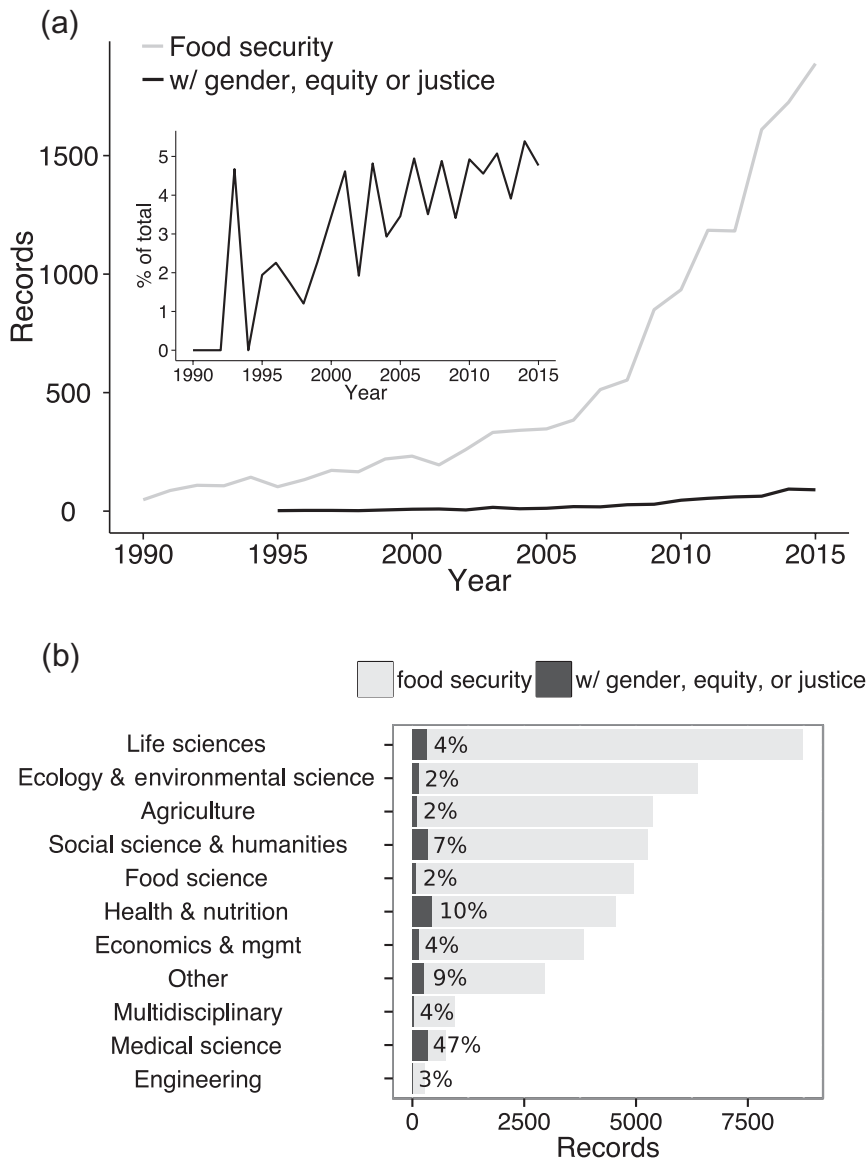 (a)
Food security
w/ gender, equity or justice
1500
1000
500
0
Records
1990 1995 2000 2005 2010 2015
Year
5
4
3
2
1
0
% of total
1990 1995 2000 2005 2010 2015
Year
(b)
food security w/ gender, equity, or justice
Life sciences 4%
Ecology & environmental science 2%
Agriculture 2%
Social science & humanities 7%
Food science 2%
Health & nutrition 10%
Economics & mgmt 4%
Other 9%
Multidisciplinary 4%
Medical science 47%
Engineering 3%
0 2500 5000 7500
Records